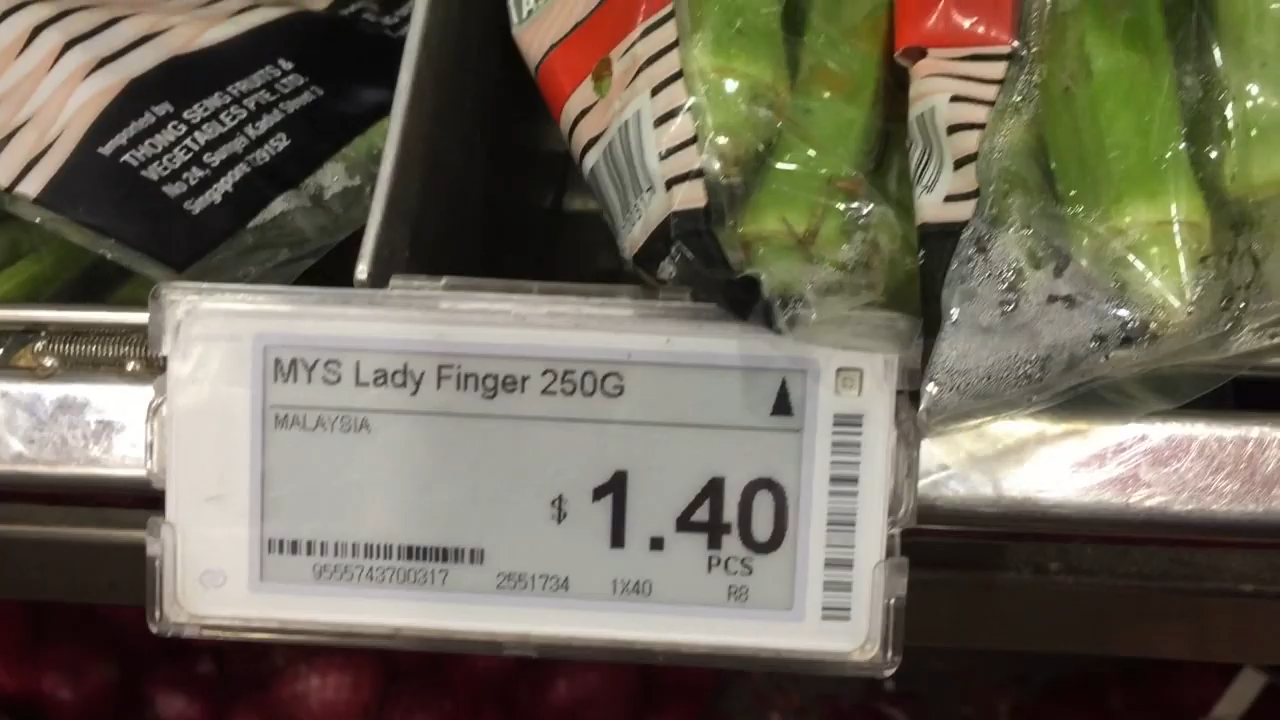 Imported by
THONG SENG FRUITS &
VEGETABLES PTE. LTD.
No 24, Sungei Kadut Street 3
Singapore 729152
MYS Lady Finger 250G
MALAYSIA
$ 1.40
PCS
9555743700317 2551734 1X40 R8